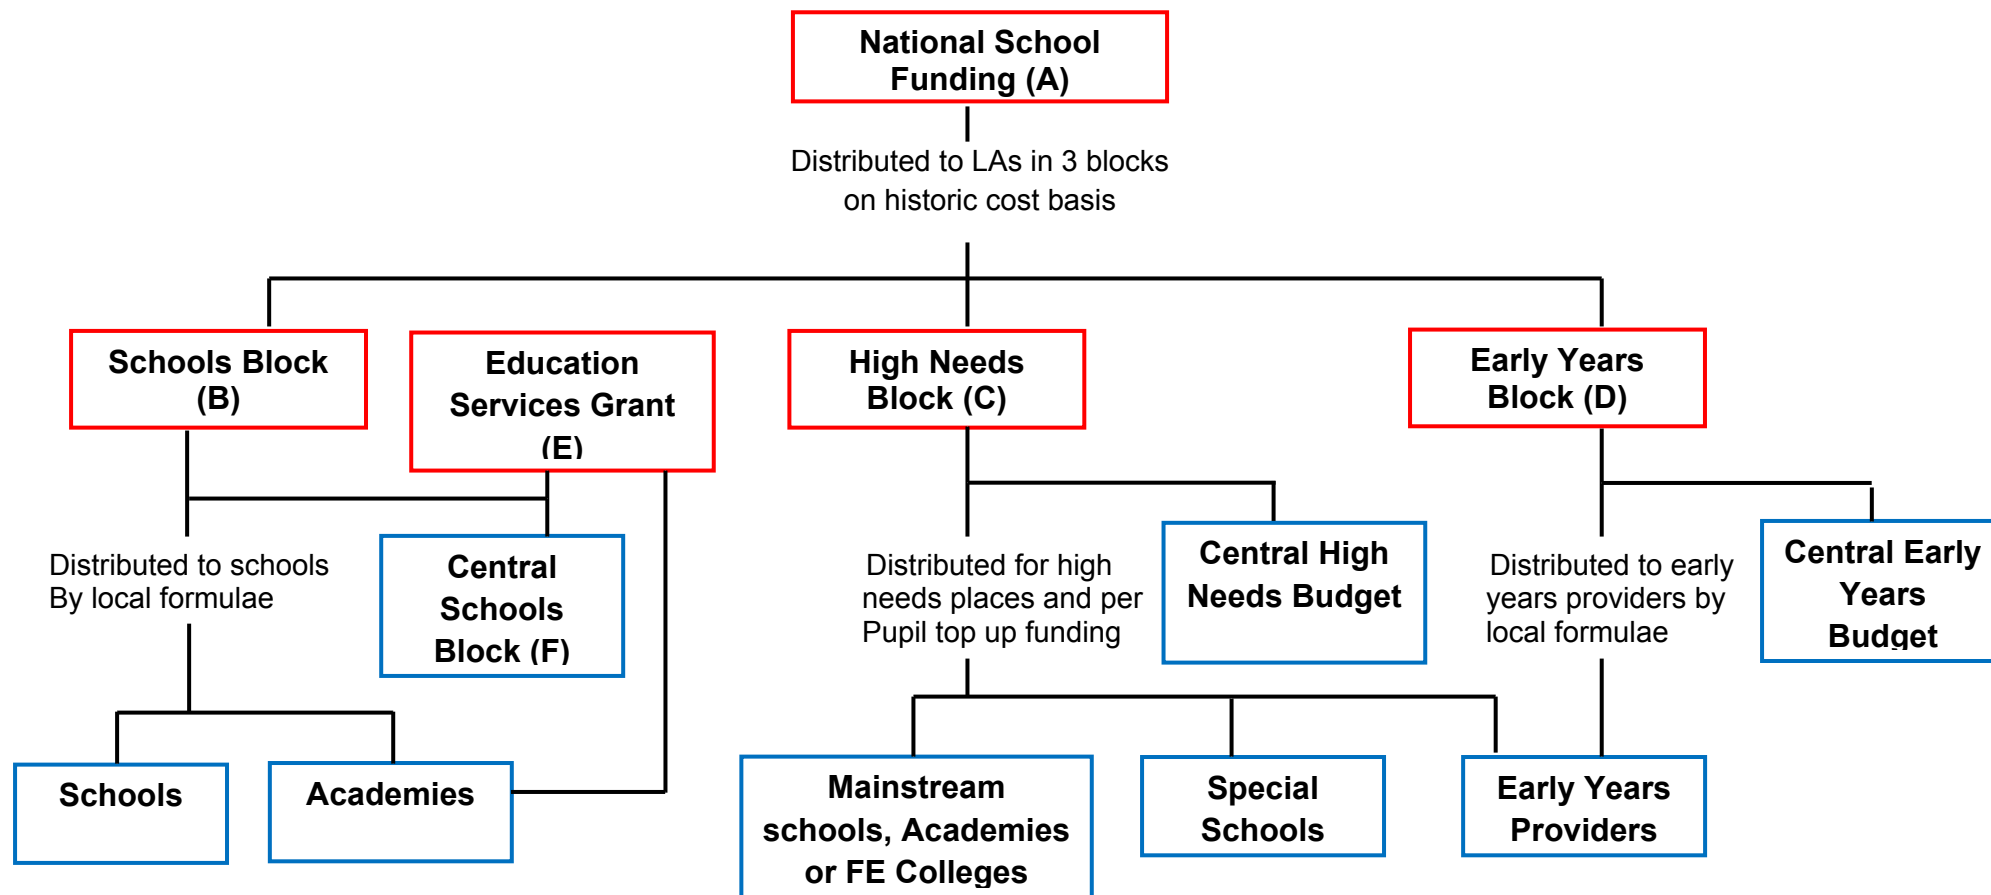 National School
Funding (A)
Distributed to LAs in 3 blocks
on historic cost basis
Schools Block
(B)
Education
Services Grant
(E)
High Needs
Block (C)
Early Years
Block (D)
Distributed to schools
By local formulae
Central
Schools
Block (F)
Distributed for high
needs places and per
Pupil top up funding
Central High
Needs Budget
Distributed to early
years providers by
local formulae
Central Early
Years
Budget
Schools
Academies
Mainstream
schools, Academies
or FE Colleges
Special
Schools
Early Years
Providers